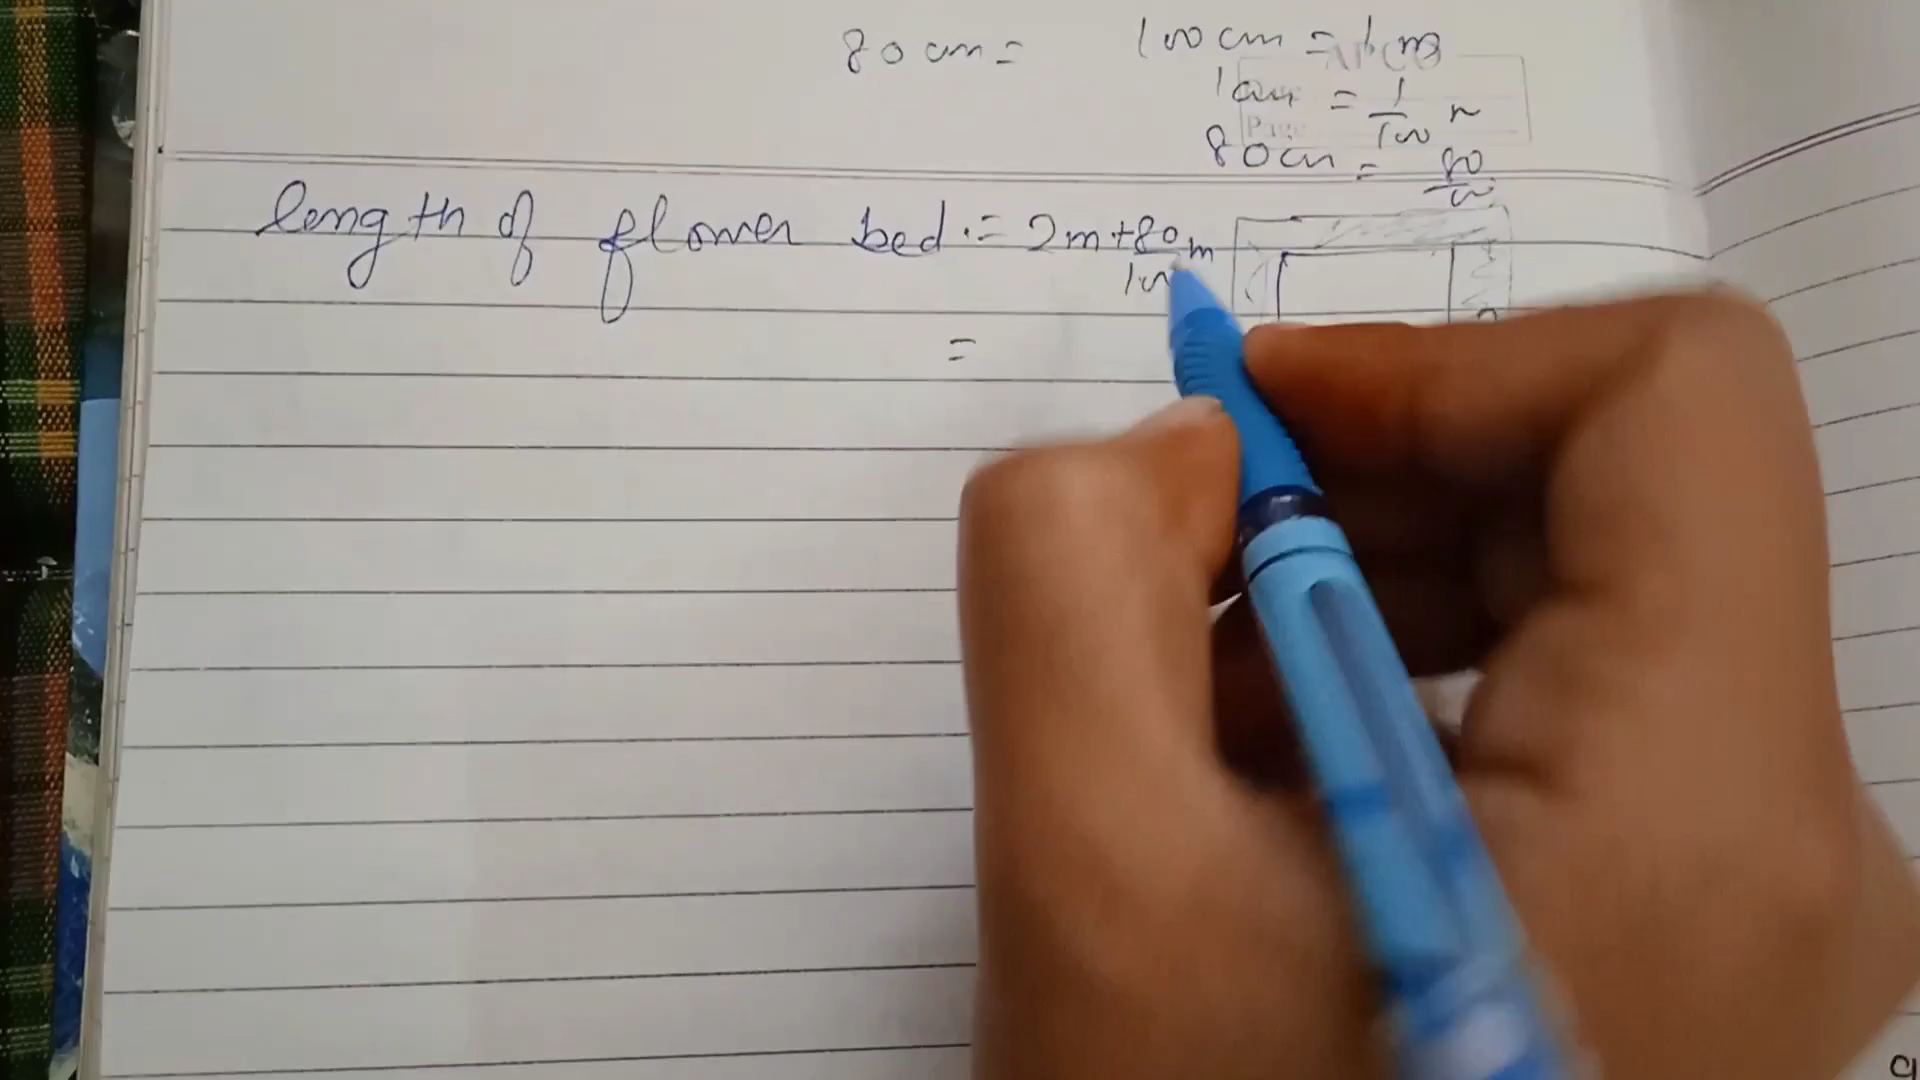 80 cm = 100 cm = 1 m
1 cm = 1/100 m
Page
80 cm = 80/100
length of flower bed = 2m + 80/100 m
=